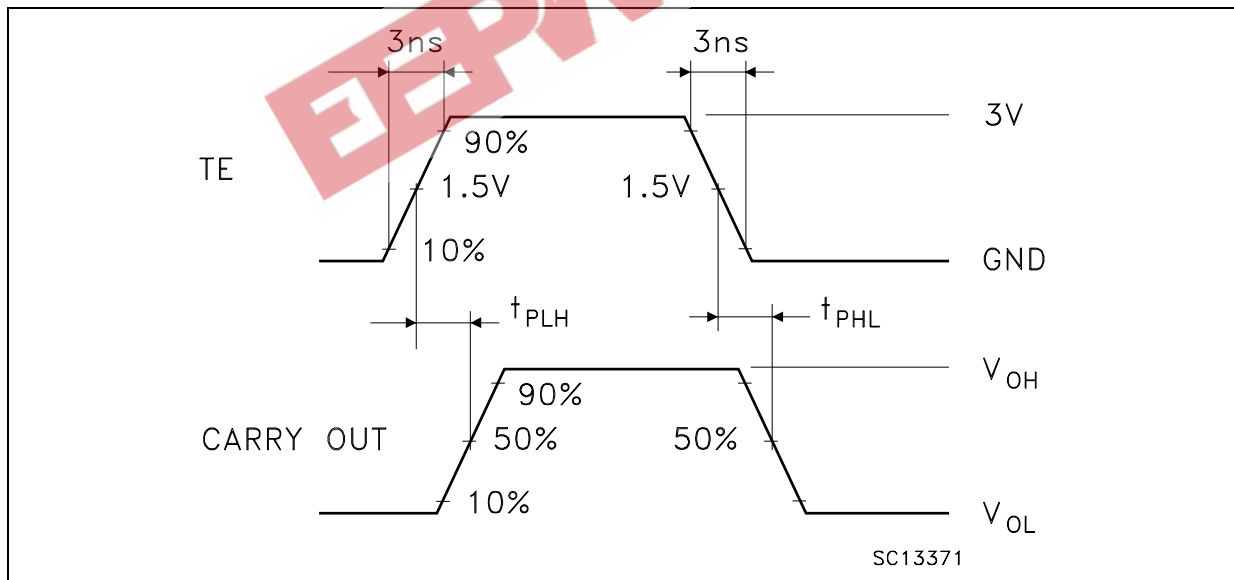 3ns 3ns
3V
90%
TE
1.5V 1.5V
10%
GND
tPLH tPHL
VOH
90%
CARRY OUT 50% 50%
10%
VOL
SC13371